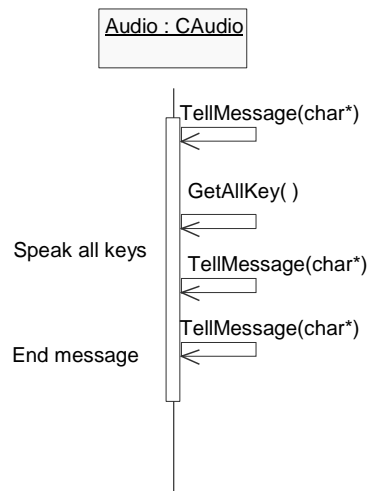 Audio : CAudio
TellMessage(char*)
GetAllKey( )
Speak all keys
TellMessage(char*)
TellMessage(char*)
End message